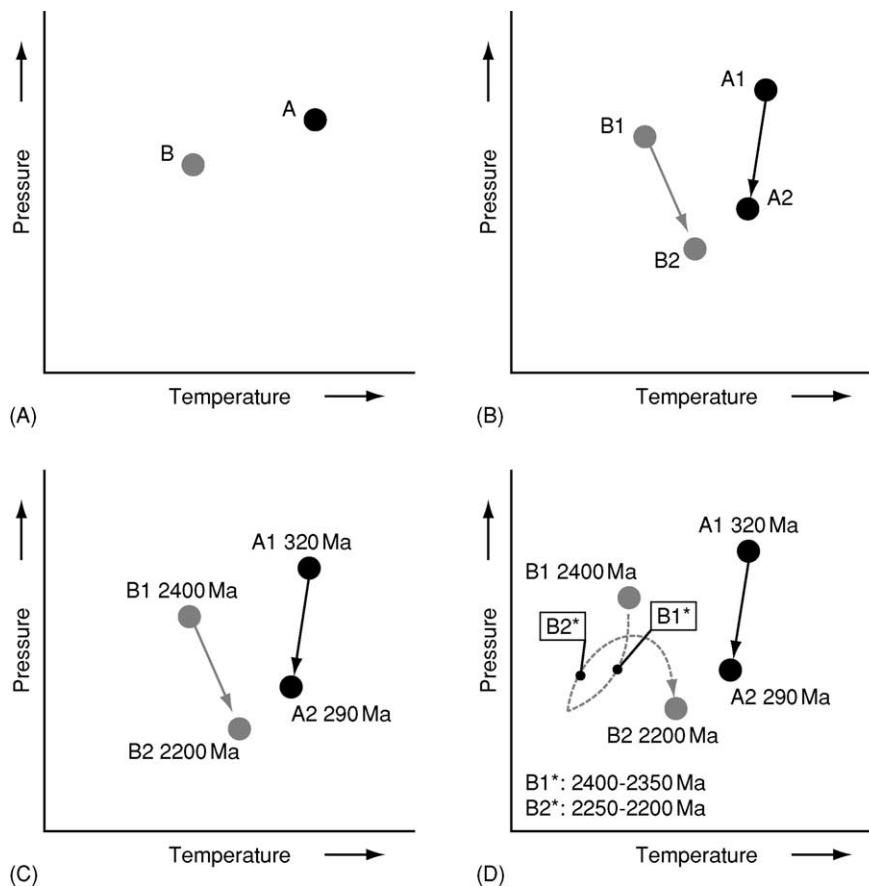 A
B
Pressure
Temperature
(A)
A1
B1
A2
B2
Pressure
Temperature
(B)
A1 320 Ma
B1 2400 Ma
A2 290 Ma
B2 2200 Ma
Pressure
Temperature
(C)
A1 320 Ma
B1 2400 Ma
B2*
B1*
A2 290 Ma
B2 2200 Ma
B1*: 2400-2350 Ma
B2*: 2250-2200 Ma
Pressure
Temperature
(D)